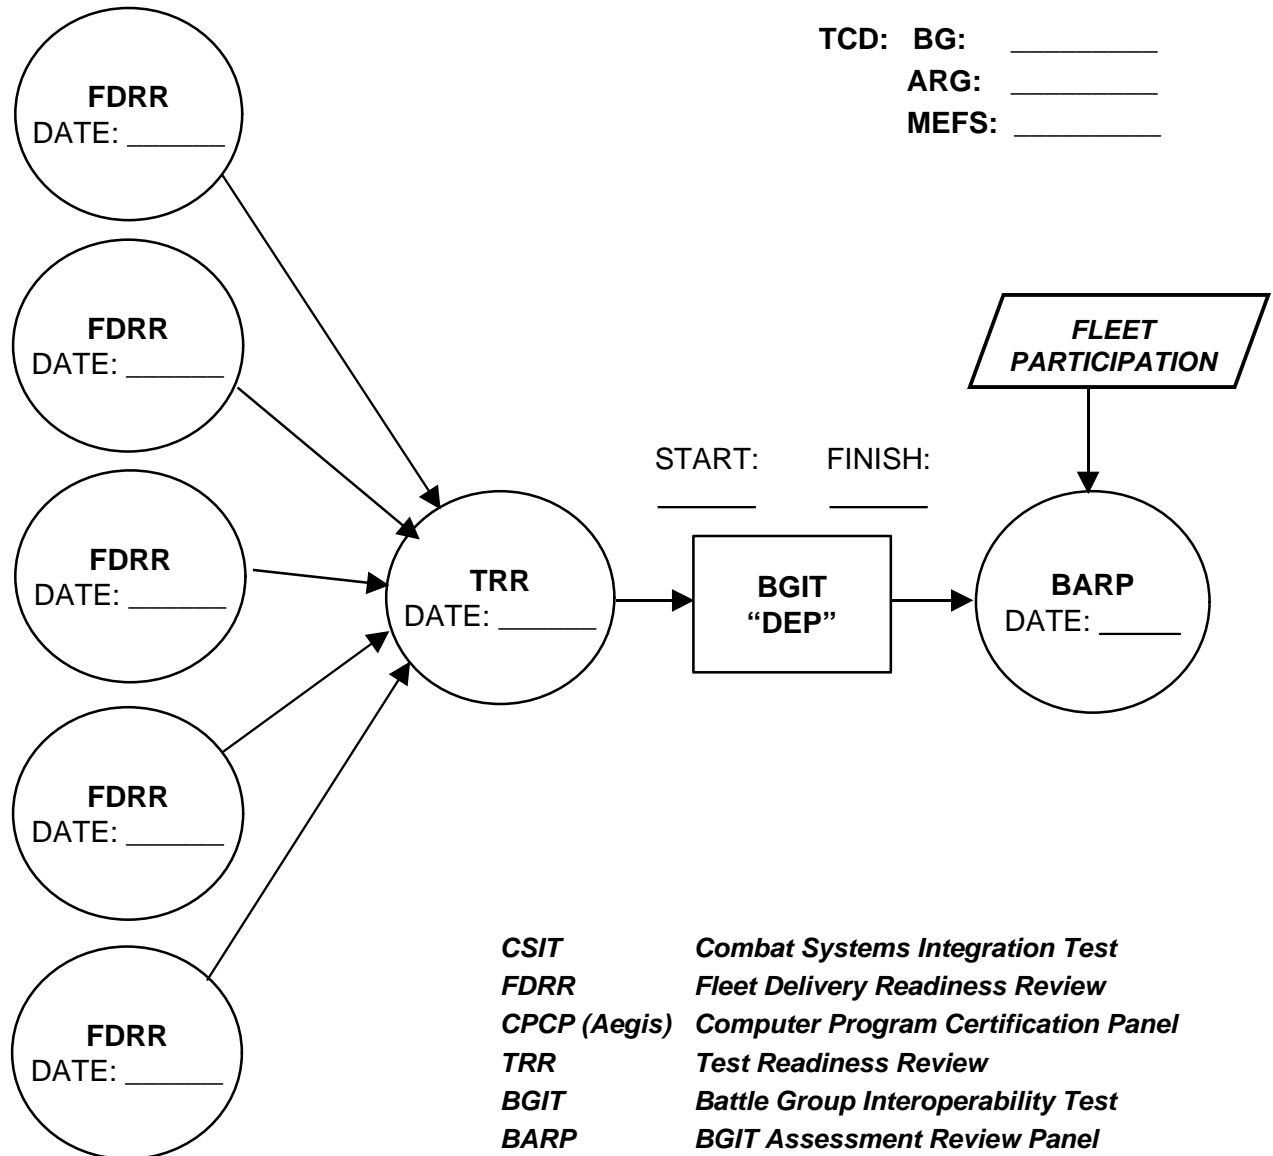 TCD: BG: _________
ARG: _________
MEFS: _________
FDRR
DATE: ______
FDRR
DATE: ______
FLEET
PARTICIPATION
START: FINISH:
______ ______
FDRR
DATE: ______
TRR
DATE: ______
BGIT
“DEP”
BARP
DATE: _____
FDRR
DATE: ______
FDRR
DATE: ______
CSIT Combat Systems Integration Test
FDRR Fleet Delivery Readiness Review
CPCP (Aegis) Computer Program Certification Panel
TRR Test Readiness Review
BGIT Battle Group Interoperability Test
BARP BGIT Assessment Review Panel